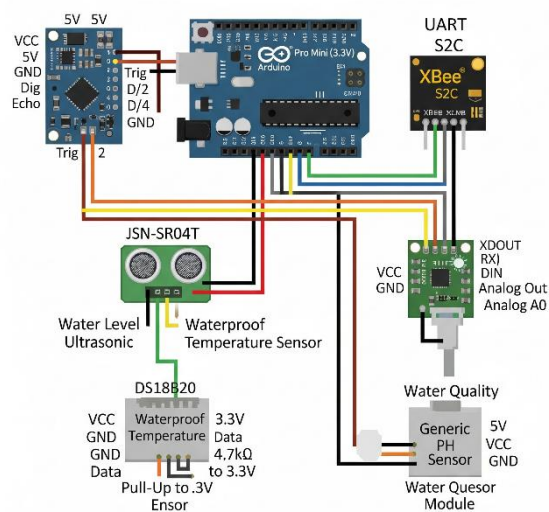 5V 5V
VCC
5V
GND
Dig
Echo
Trig 2
Trig
D/2
D/4
GND
Arduino
Pro Mini (3.3V)
UART
S2C
XBee
S2C
JSN-SR04T
Water Level
Ultrasonic
Waterproof
Temperature Sensor
VCC
GND
XDOUT
RX)
DIN
Analog Out
Analog A0
DS18B20
VCC
GND
GND
Data
Waterproof
Temperature
3.3V
Data
4,7kΩ
to 3.3V
Pull-Up to .3V
Ensor
Water Quality
Generic
PH
Sensor
5V
VCC
GND
Water Quesor
Module